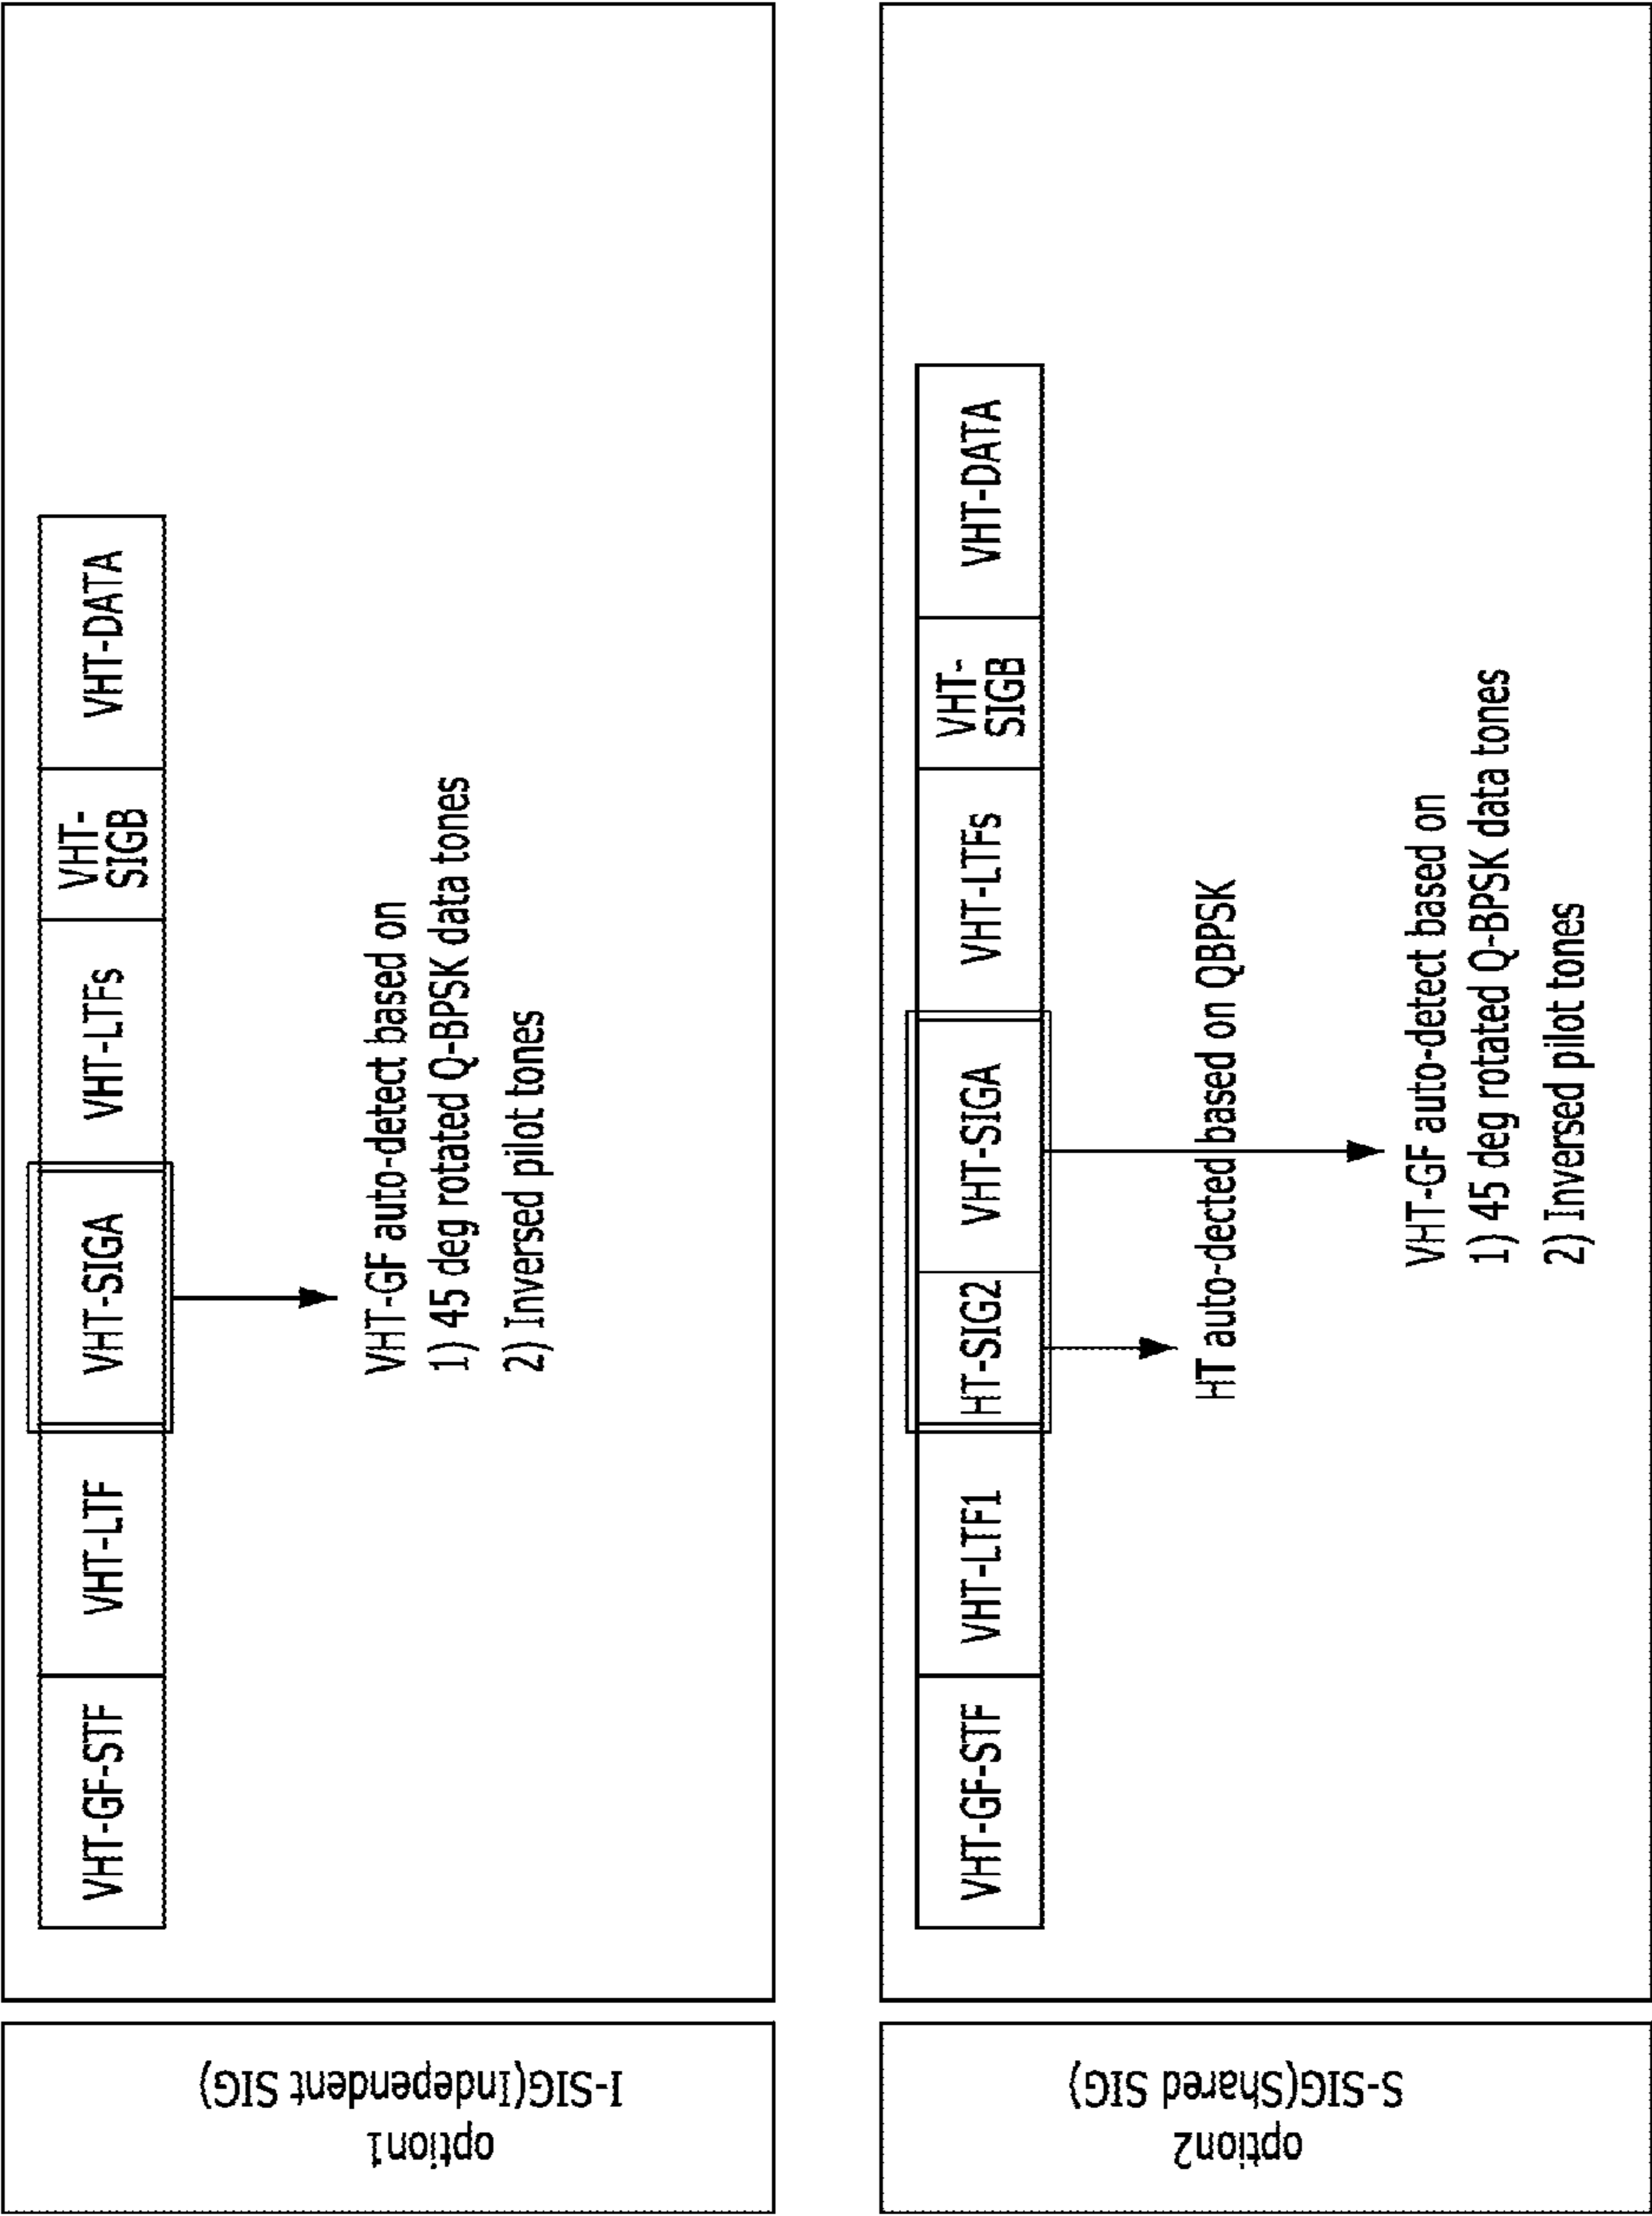 option1
I-SIG(Independent SIG)
VHT-GF-STF
VHT-LTF
VHT-SIGA
VHT-LTFs
VHT-
SIGB
VHT-DATA
VHT-GF auto-detect based on
1) 45 deg rotated Q-BPSK data tones
2) Inversed pilot tones
option2
S-SIG(Shared SIG)
VHT-GF-STF
VHT-LTF1
HT-SIG2
VHT-SIGA
VHT-LTFs
VHT-
SIGB
VHT-DATA
HT auto-dected based on QBPSK
VHT-GF auto-detect based on
1) 45 deg rotated Q-BPSK data tones
2) Inversed pilot tones